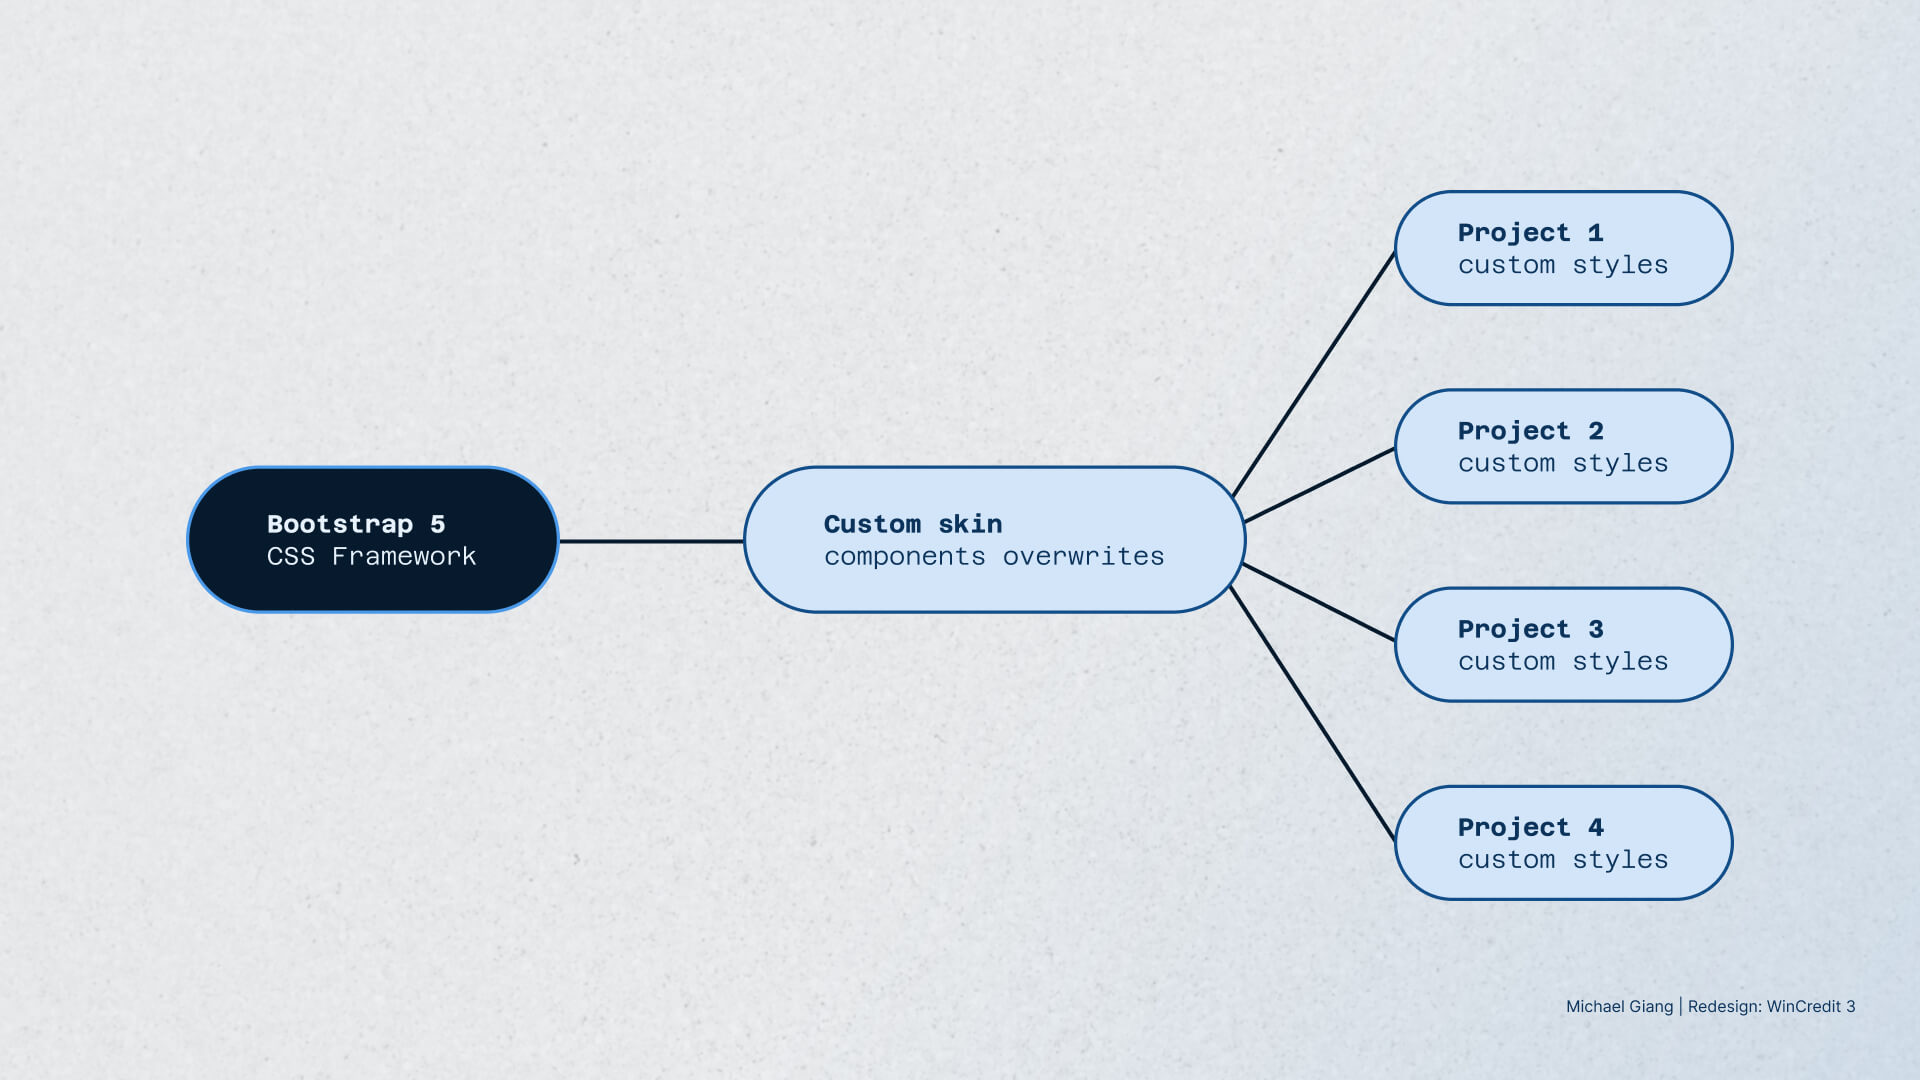 Bootstrap 5
CSS Framework
Custom skin
components overwrites
Project 1
custom styles
Project 2
custom styles
Project 3
custom styles
Project 4
custom styles
Michael Giang | Redesign: WinCredit 3